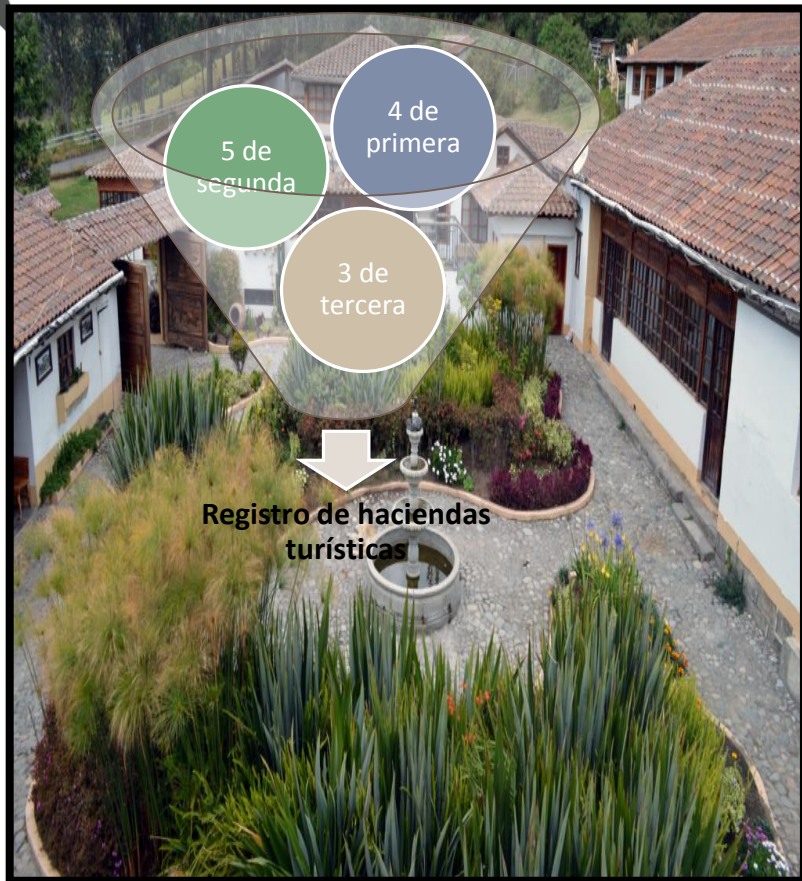 4 de
primera
5 de
segunda
3 de
tercera
Registro de haciendas
turísticas